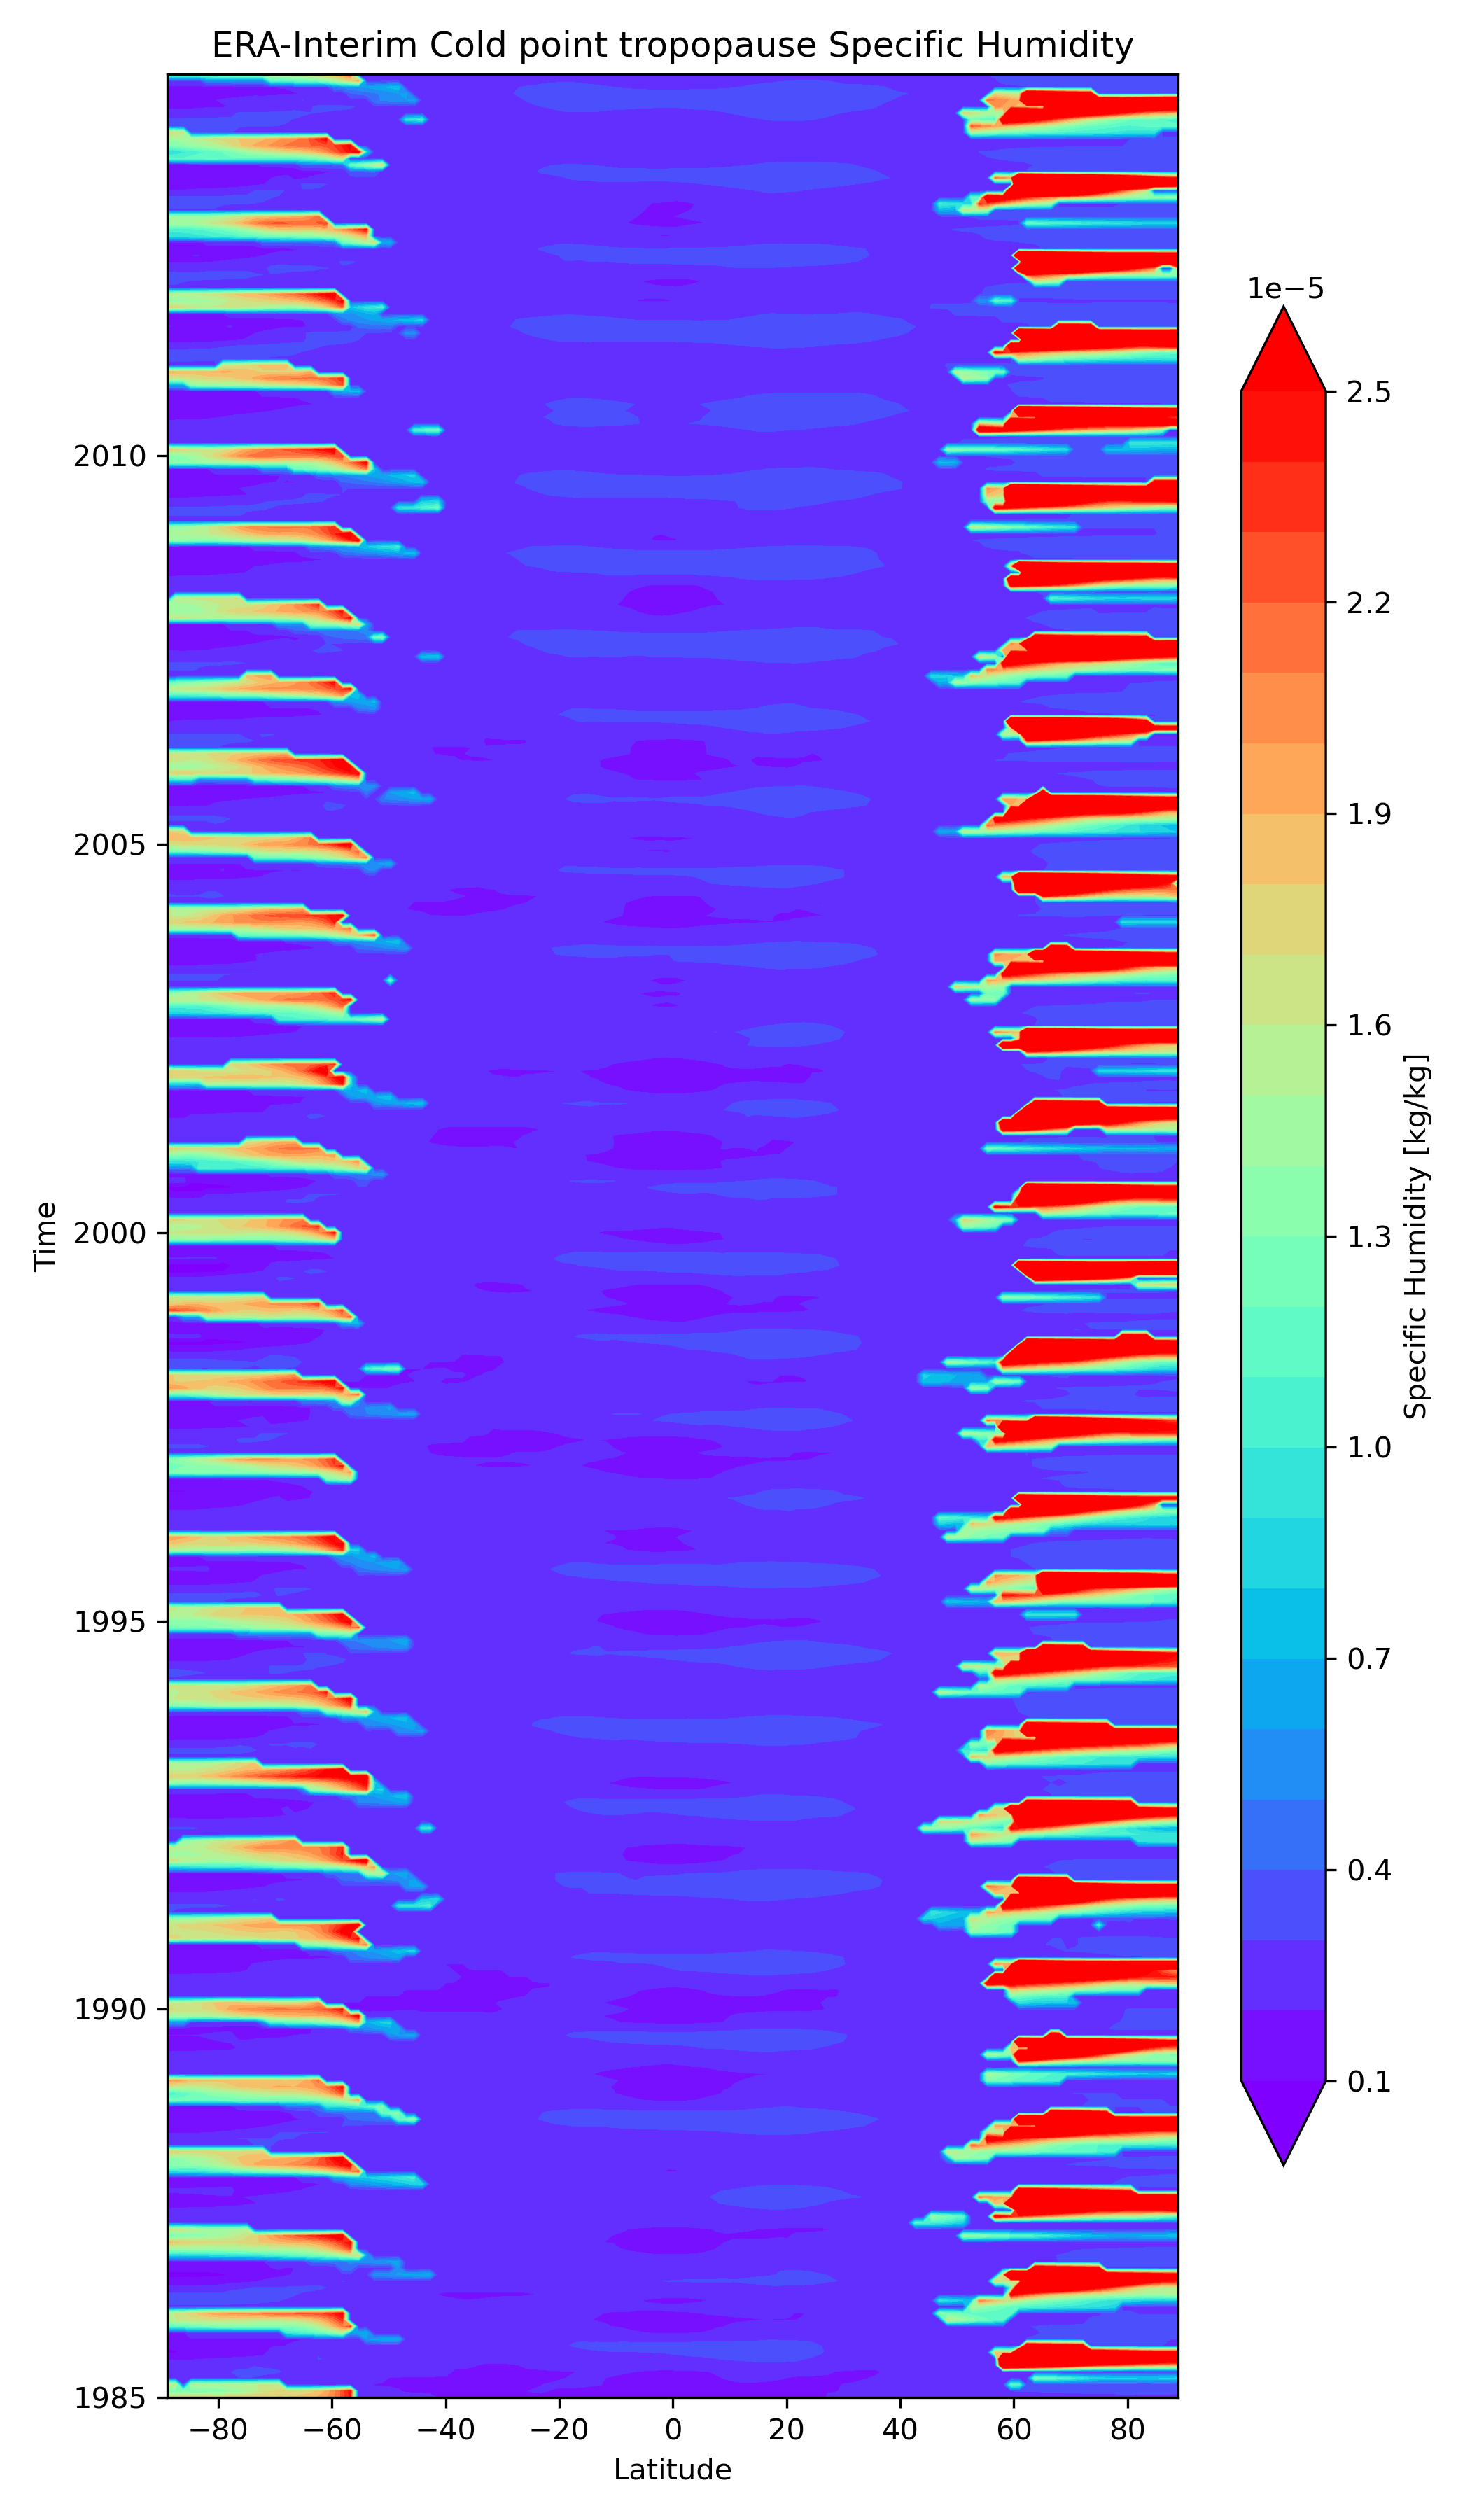 ERA-Interim Cold point tropopause Specific Humidity
1e−5
2.5
2.2
1.9
1.6
1.3
1.0
0.7
0.4
0.1
Specific Humidity [kg/kg]
2010
2005
2000
1995
1990
1985
Time
−80 −60 −40 −20 0 20 40 60 80
Latitude